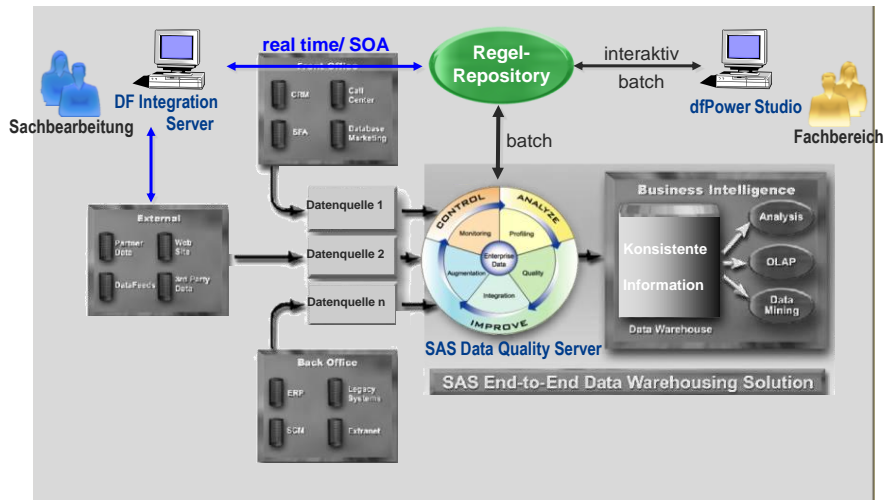 real time/ SOA
Regel-
Repository
interaktiv
batch
DF Integration
Server
dfPower Studio
Sachbearbeitung
Fachbereich
Front Office
CRM
Call
Center
SFA
Database
Marketing
batch
External
Partner
Data
Web
Site
DataFeeds
3rd Party
Data
Datenquelle 1
Datenquelle 2
Datenquelle n
CONTROL
ANALYZE
IMPROVE
Monitoring
Profiling
Enterprise
Data
Augmentation
Quality
Integration
SAS Data Quality Server
Business Intelligence
Konsistente
Information
Data Warehouse
Analysis
OLAP
Data
Mining
SAS End-to-End Data Warehousing Solution
Back Office
ERP
Legacy
Systems
SCM
Extranet